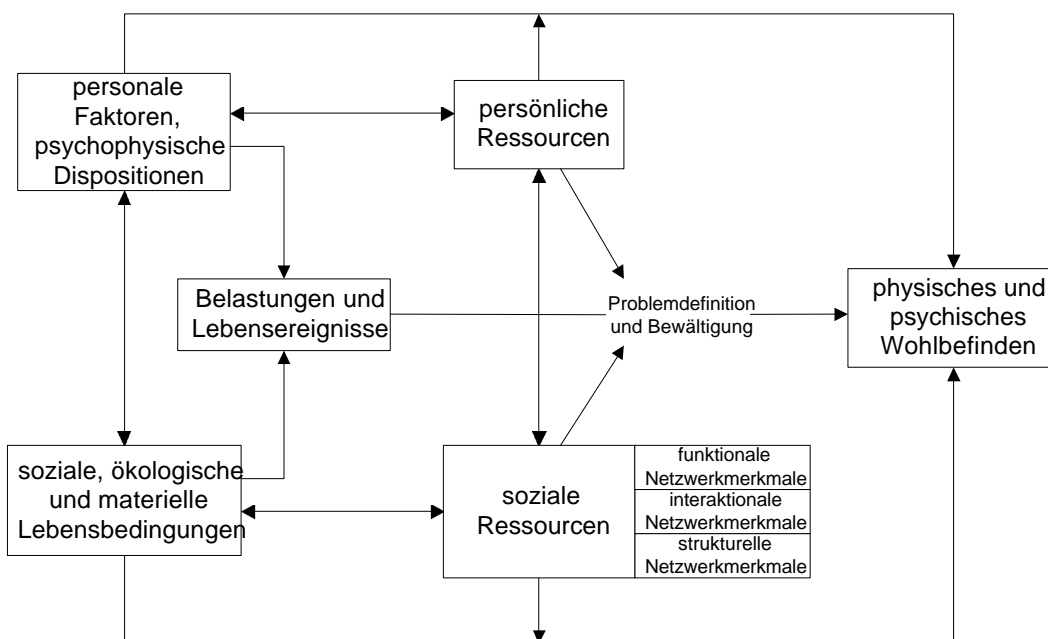 personale
Faktoren,
psychophysische
Dispositionen
persönliche
Ressourcen
Belastungen und
Lebensereignisse
Problemdefinition
und Bewältigung
physisches und
psychisches
Wohlbefinden
soziale, ökologische
und materielle
Lebensbedingungen
soziale
Ressourcen
funktionale
Netzwerkmerkmale
interaktionale
Netzwerkmerkmale
strukturelle
Netzwerkmerkmale